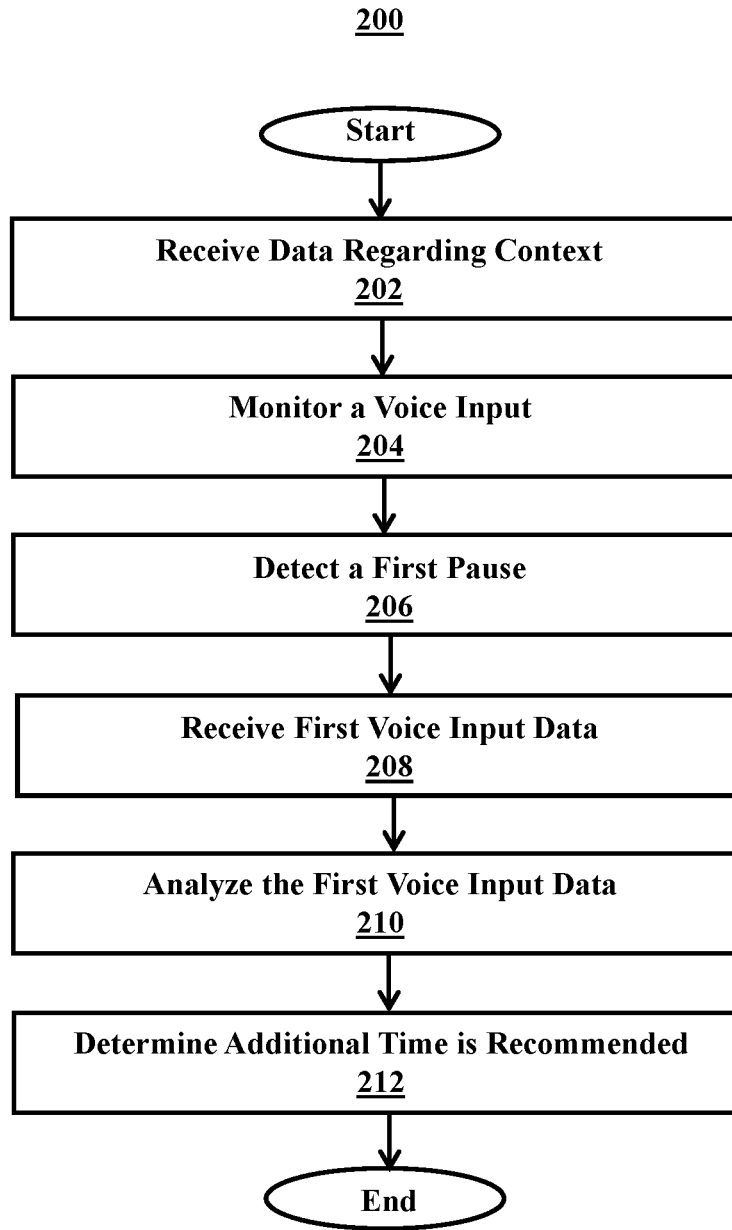 200
Start
Receive Data Regarding Context
202
Monitor a Voice Input
204
Detect a First Pause
206
Receive First Voice Input Data
208
Analyze the First Voice Input Data
210
Determine Additional Time is Recommended
212
End